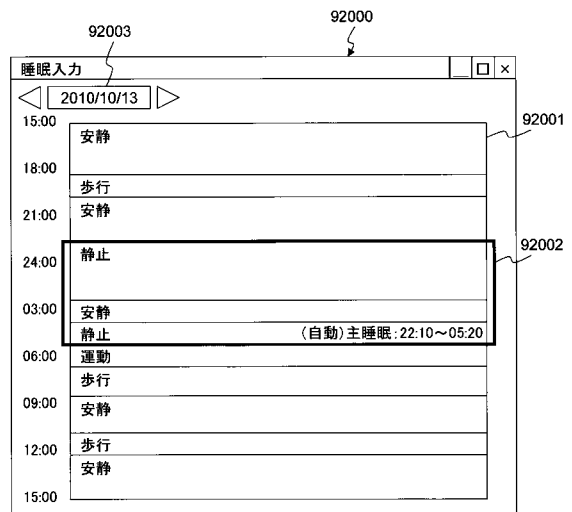 92000
92003
睡眠入力 _ □ ×
2010/10/13
15:00
92001
安静
18:00
歩行
21:00
安静
92002
静止
24:00
03:00
安静
静止 (自動)主睡眠:22:10~05:20
06:00
運動
歩行
09:00
安静
歩行
12:00
安静
15:00